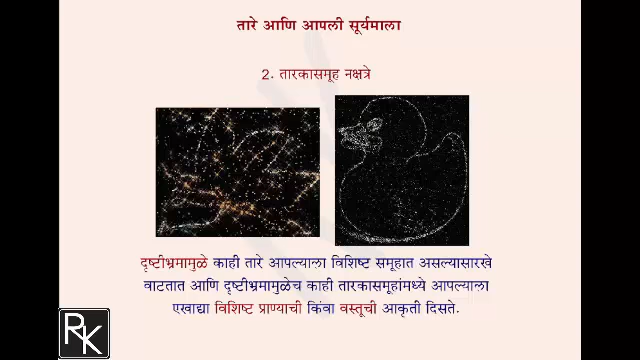 तारे आणि आपली सूर्यमाला
2. तारकासमूह नक्षत्रे
दृष्टीभ्रमामुळे काही तारे आपल्याला विशिष्ट समूहात असल्यासारखे
वाटतात आणि दृष्टीभ्रमामुळेच काही तारकासमूहांमध्ये आपल्याला
एखाद्या विशिष्ट प्राण्याची किंवा वस्तूची आकृती दिसते.
RK